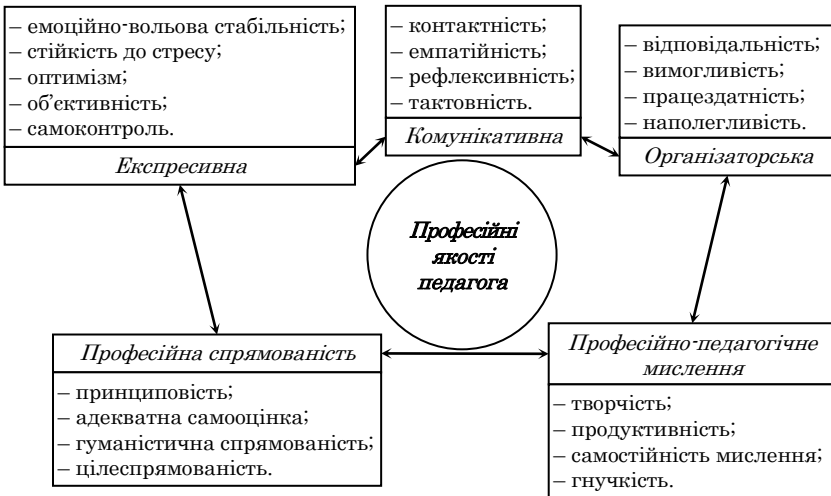 – емоційно-вольова стабільність;
– стійкість до стресу;
– оптимізм;
– об’єктивність;
– самоконтроль.
Експресивна
– контактність;
– емпатійність;
– рефлексивність;
– тактовність.
Комунікативна
– відповідальність;
– вимогливість;
– працездатність;
– наполегливість.
Організаторська
Професійні
якості
педагога
Професійна спрямованість
– принциповість;
– адекватна самооцінка;
– гуманістична спрямованість;
– цілеспрямованість.
Професійно-педагогічне
мислення
– творчість;
– продуктивність;
– самостійність мислення;
– гнучкість.